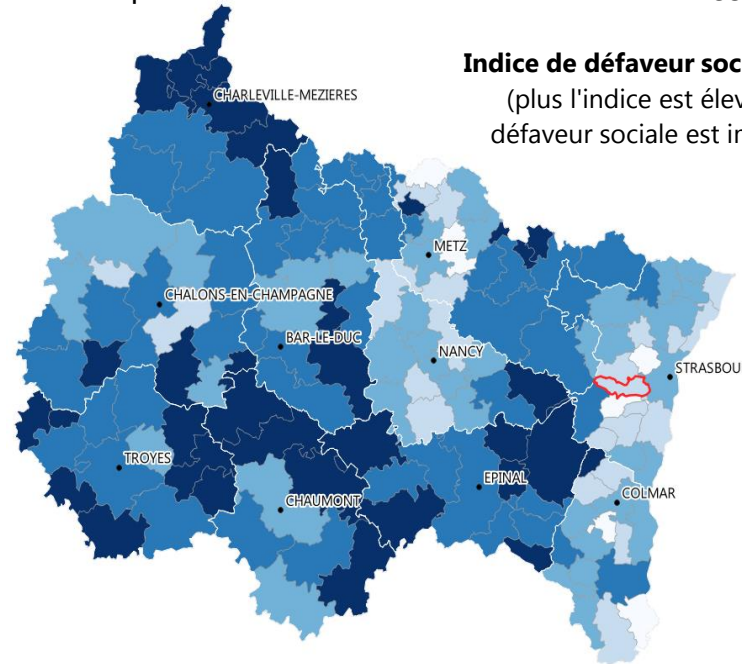 Indice de défaveur soc
(plus l'indice est élev
défaveur sociale est i
CHARLEVILLE-MEZIERES
METZ
CHALONS-EN-CHAMPAGNE
BAR-LE-DUC
NANCY
STRASBOU
TROYES
EPINAL
CHAUMONT
COLMAR